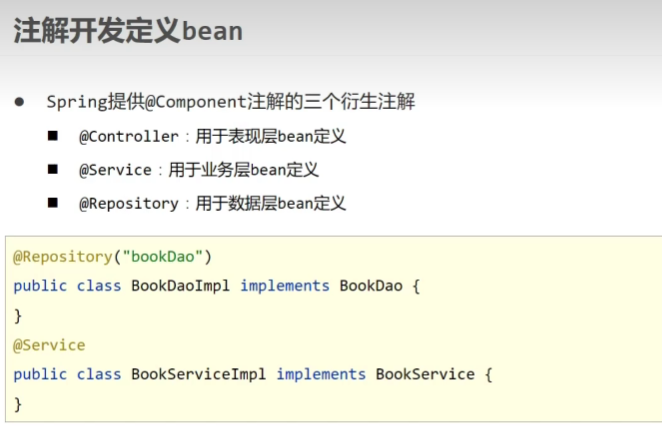 注解开发定义bean
● Spring提供@Component注解的三个衍生注解
■ @Controller：用于表现层bean定义
■ @Service：用于业务层bean定义
■ @Repository：用于数据层bean定义
@Repository("bookDao")
public class BookDaoImpl implements BookDao {
}
@Service
public class BookServiceImpl implements BookService {
}